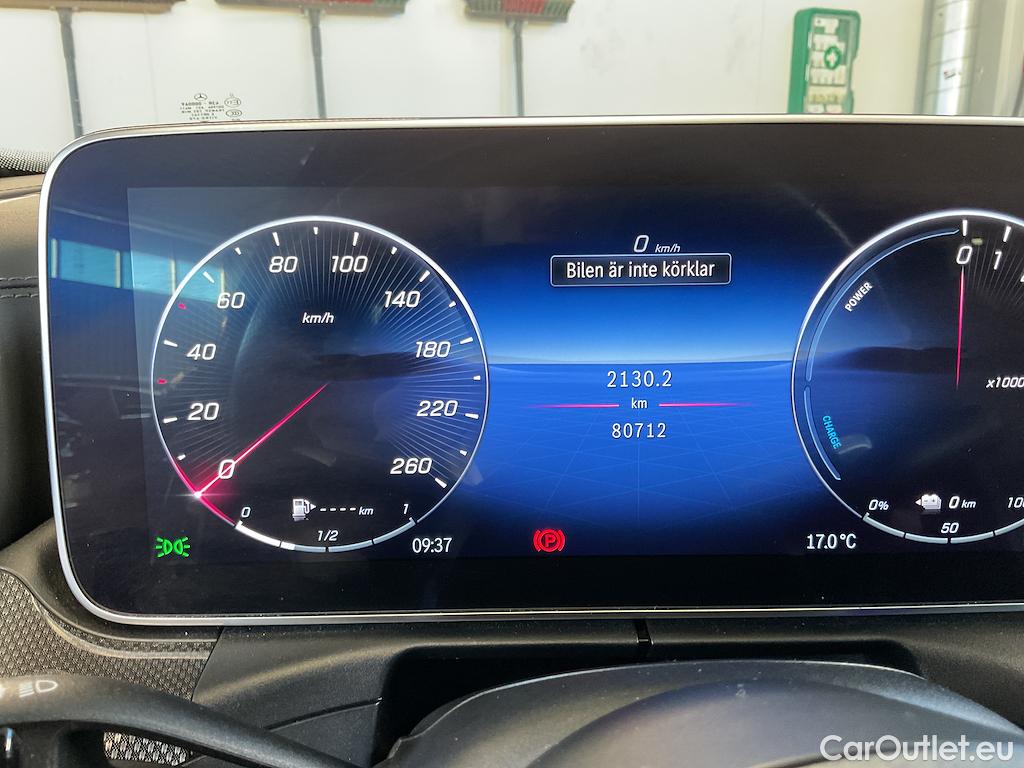 0 km/h
Bilen är inte körklar
80 100
60 140
km/h
40 180
20 220
0 260
0 1/2 1
---- km
09:37
2130.2
km
80712
P
0 1
POWER
x1000
CHARGE
0% 50
0 km
17.0°C
CarOutlet.eu